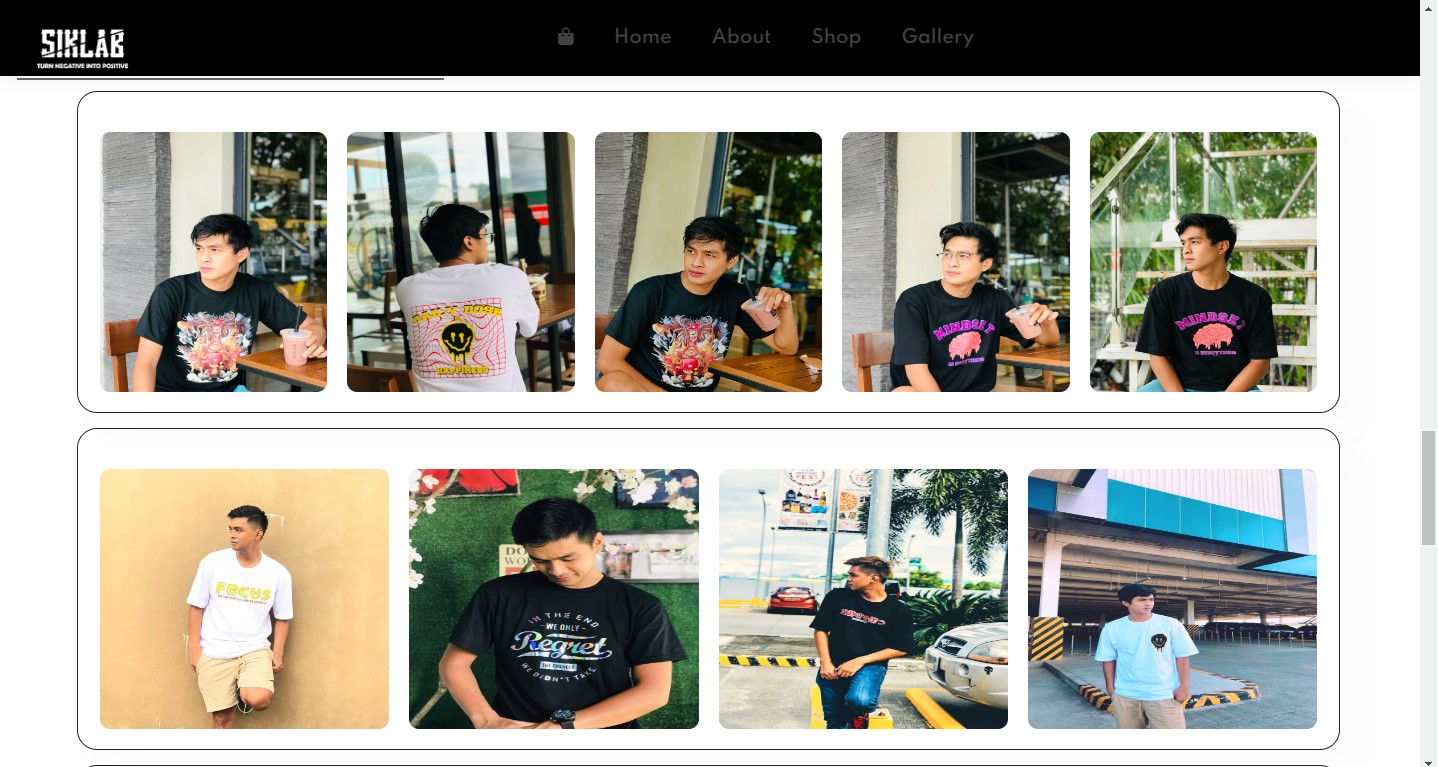 SIKLAB
TURN NEGATIVE INTO POSITIVE
Home
About
Shop
Gallery
HAPPINESS
MINDSET
MINDSET
FOCUS
IN THE END
WE ONLY
Regret
THE CHANCES
WE DIDN'T TAKE
FEST